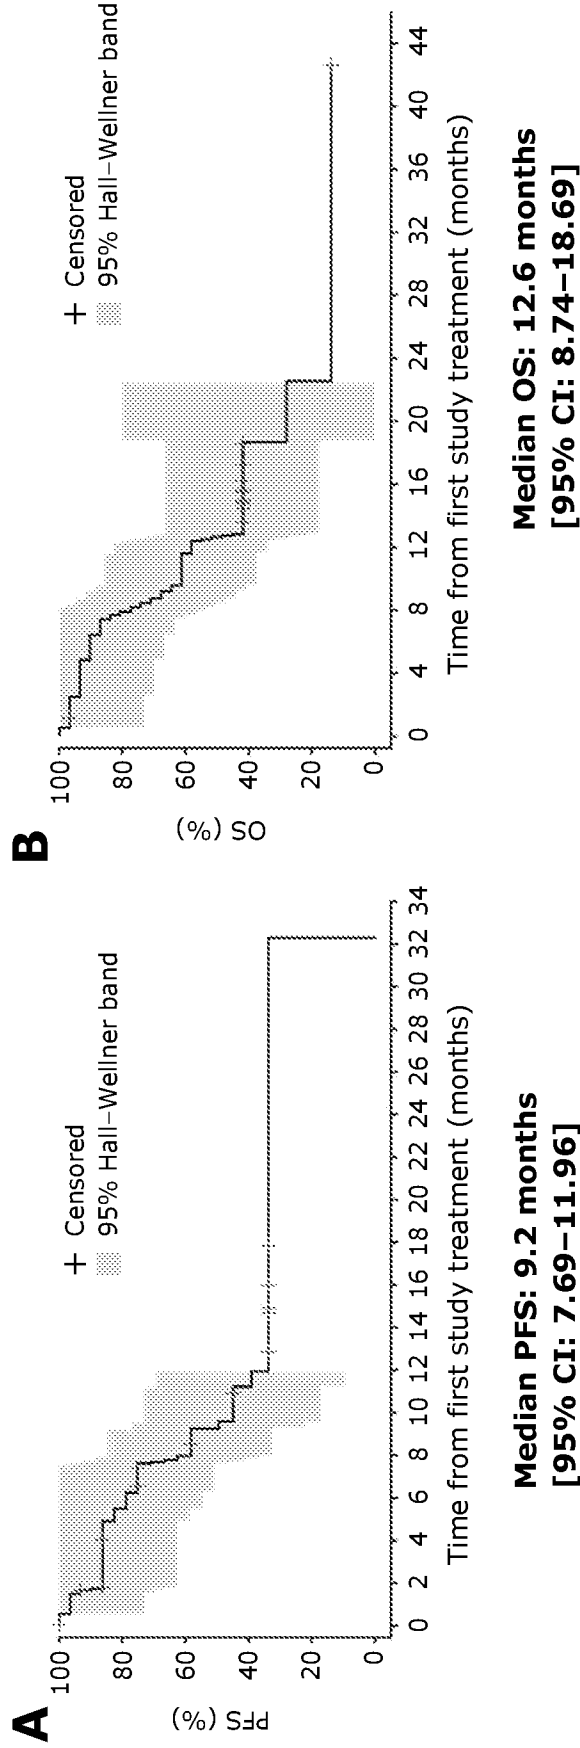 A
PFS (%)
100
80
60
40
20
0
+ Censored
95% Hall–Wellner band
0 2 4 6 8 10 12 14 16 18 20 22 24 26 28 30 32 34
Time from first study treatment (months)
Median PFS: 9.2 months
[95% CI: 7.69–11.96]
B
OS (%)
100
80
60
40
20
0
+ Censored
95% Hall–Wellner band
0 4 8 12 16 20 24 28 32 36 40 44
Time from first study treatment (months)
Median OS: 12.6 months
[95% CI: 8.74–18.69]